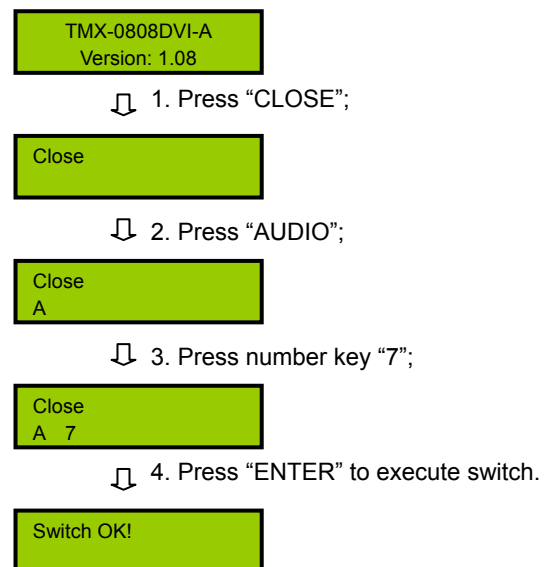 TMX-0808DVI-A
Version: 1.08
1. Press “CLOSE”;
Close
2. Press “AUDIO”;
Close
A
3. Press number key “7”;
Close
A 7
4. Press “ENTER” to execute switch.
Switch OK!